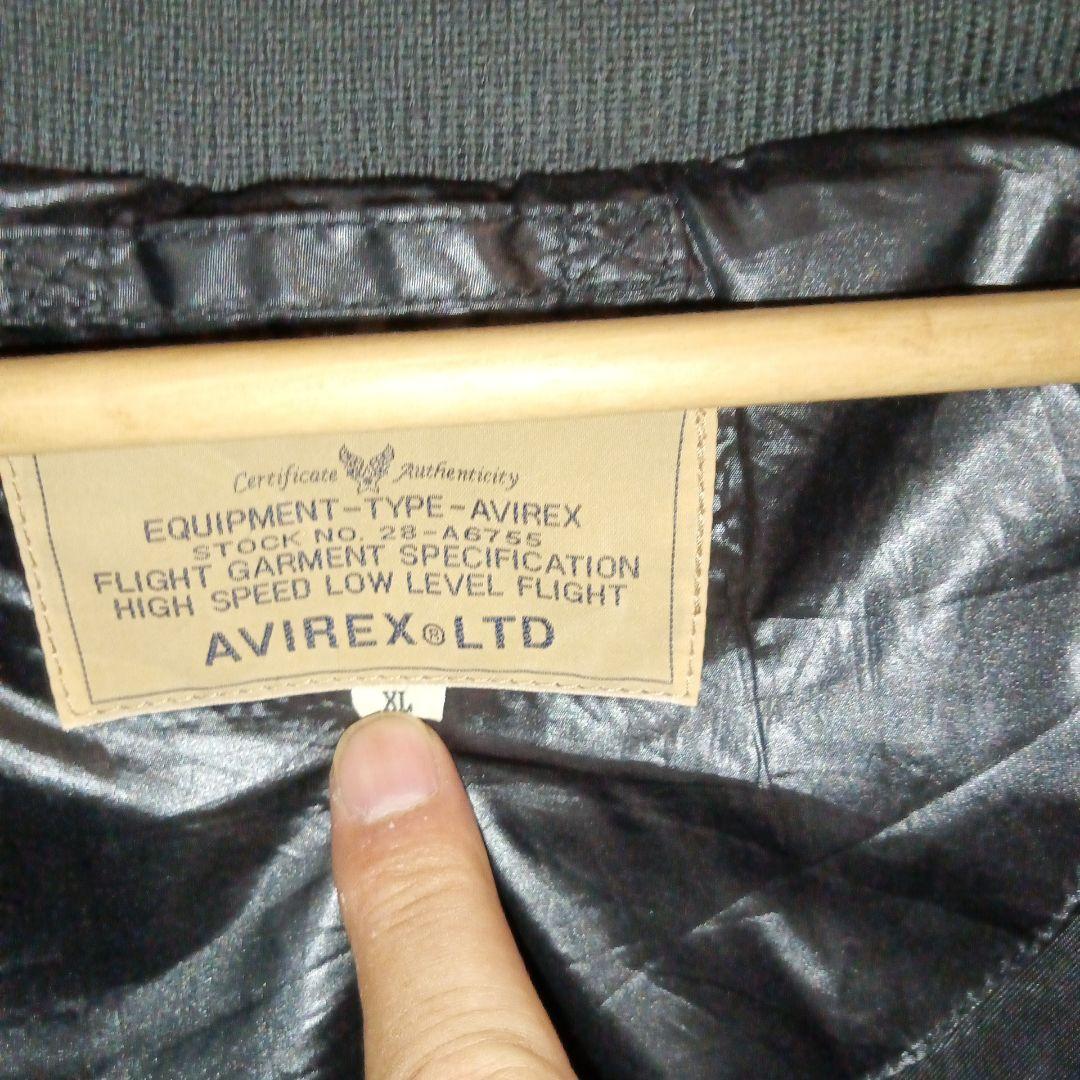 Certificate Authenticity
EQUIPMENT-TYPE-AVIREX
STOCK NO. 28-A6755
FLIGHT GARMENT SPECIFICATION
HIGH SPEED LOW LEVEL FLIGHT
AVIREX® LTD
XL